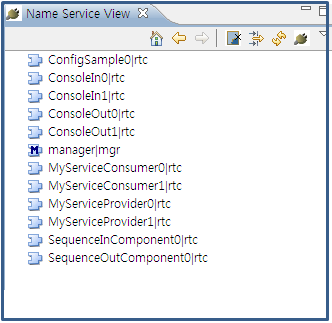 Name Service View
ConfigSample0|rtc
ConsoleIn0|rtc
ConsoleIn1|rtc
ConsoleOut0|rtc
ConsoleOut1|rtc
M manager|mgr
MyServiceConsumer0|rtc
MyServiceConsumer1|rtc
MyServiceProvider0|rtc
MyServiceProvider1|rtc
SequenceInComponent0|rtc
SequenceOutComponent0|rtc